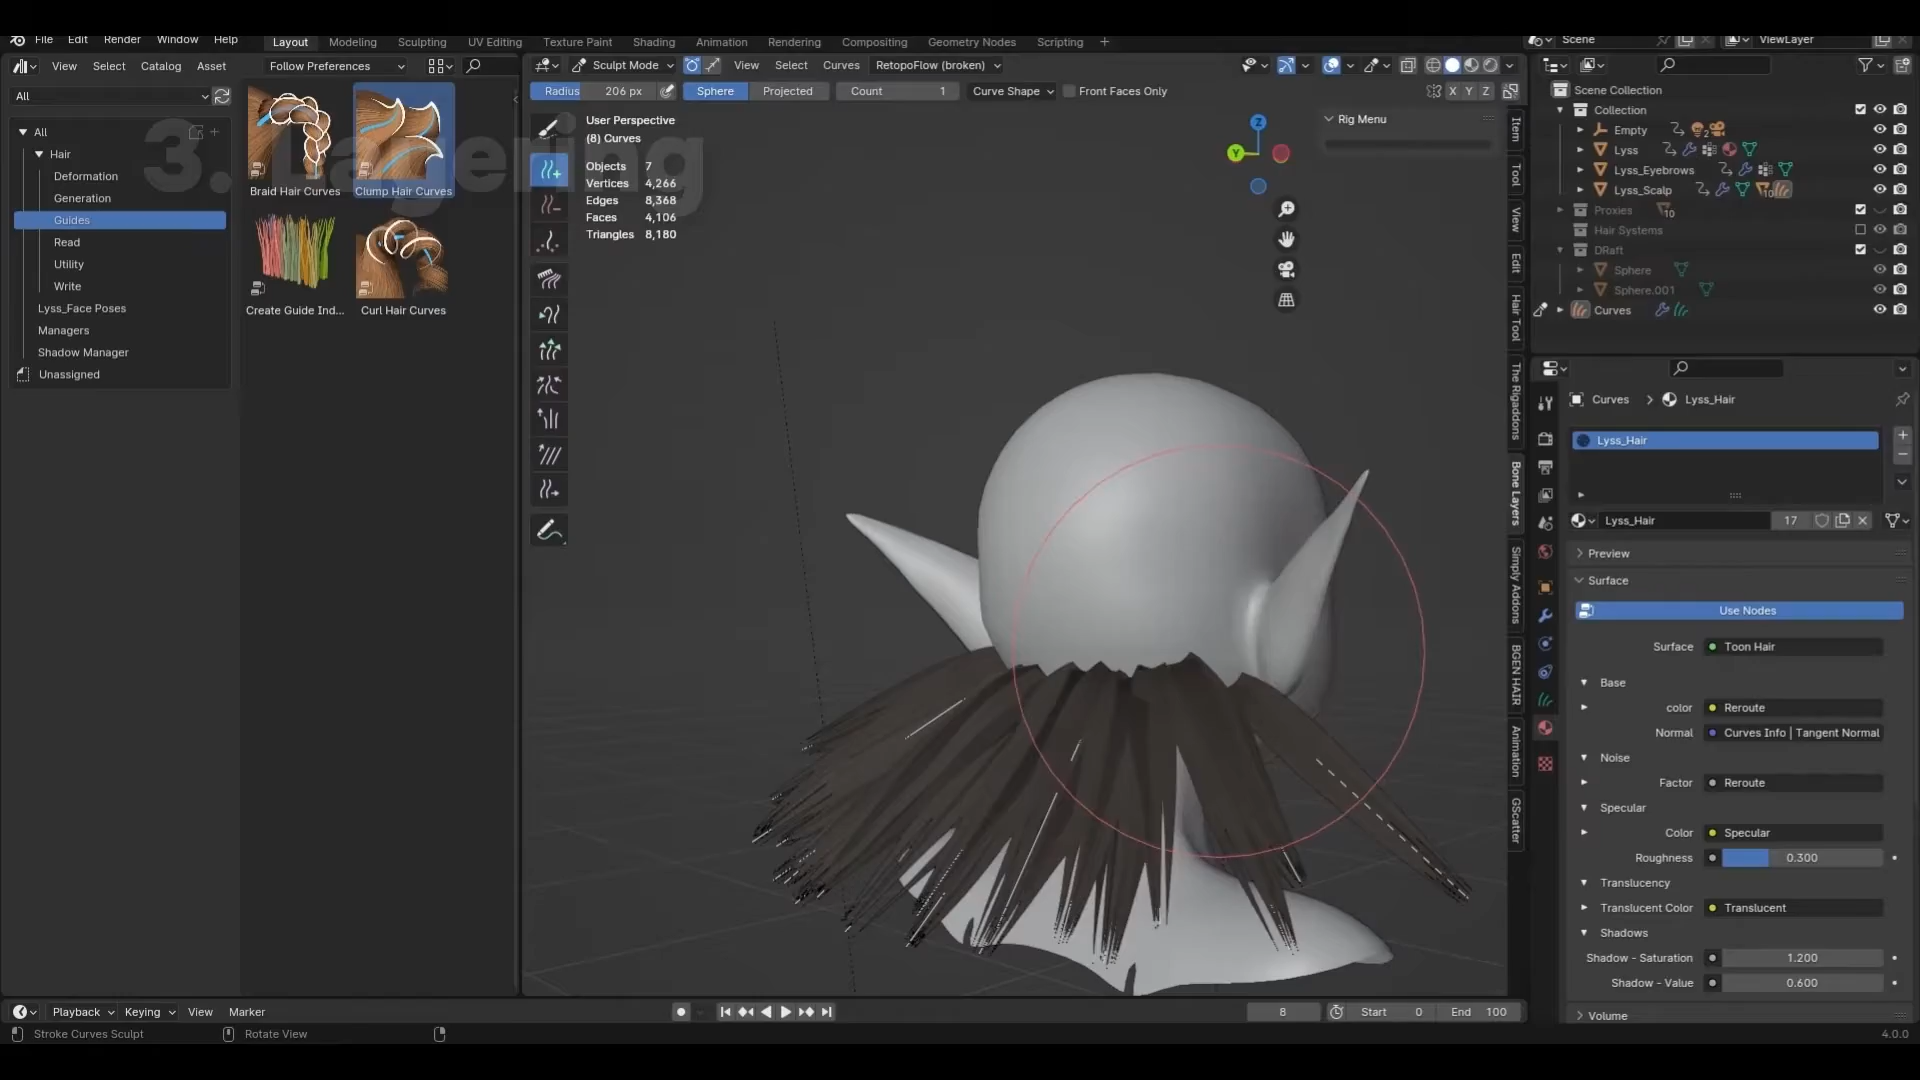 File Edit Render Window Help
Layout Modeling Sculpting UV Editing Texture Paint Shading Animation Rendering Compositing Geometry Nodes Scripting +
Scene
ViewLayer
View Select Catalog Asset Follow Preferences
All
All
Hair
Deformation
Generation
Guides
Read
Utility
Write
Lyss_Face Poses
Managers
Shadow Manager
Unassigned
Braid Hair Curves
Clump Hair Curves
Create Guide Ind...
Curl Hair Curves
3. Layering
Sculpt Mode View Select Curves RetopoFlow (broken)
Radius 206 px Sphere Projected Count 1 Curve Shape Front Faces Only X Y Z
User Perspective
(8) Curves
Objects 7
Vertices 4,266
Edges 8,368
Faces 4,106
Triangles 8,180
Z
Y
Rig Menu
Item
Tool
View
Edit
Hair Tool
The Rigaddons
Bone Layers
Simply Addons
BGEN HAIR
Animation
GScatter
Scene Collection
Collection
Empty 2
Lyss
Lyss_Eyebrows
Lyss_Scalp 10
Proxies 10
Hair Systems
DRaft
Sphere
Sphere.001
Curves
Curves > Lyss_Hair
Lyss_Hair
Lyss_Hair 17
Preview
Surface
Use Nodes
Surface Toon Hair
Base
color Reroute
Normal Curves Info | Tangent Normal
Noise
Factor Reroute
Specular
Color Specular
Roughness 0.300
Translucency
Translucent Color Translucent
Shadows
Shadow - Saturation 1.200
Shadow - Value 0.600
Volume
Playback Keying View Marker
8 Start 0 End 100
Stroke Curves Sculpt Rotate View
4.0.0